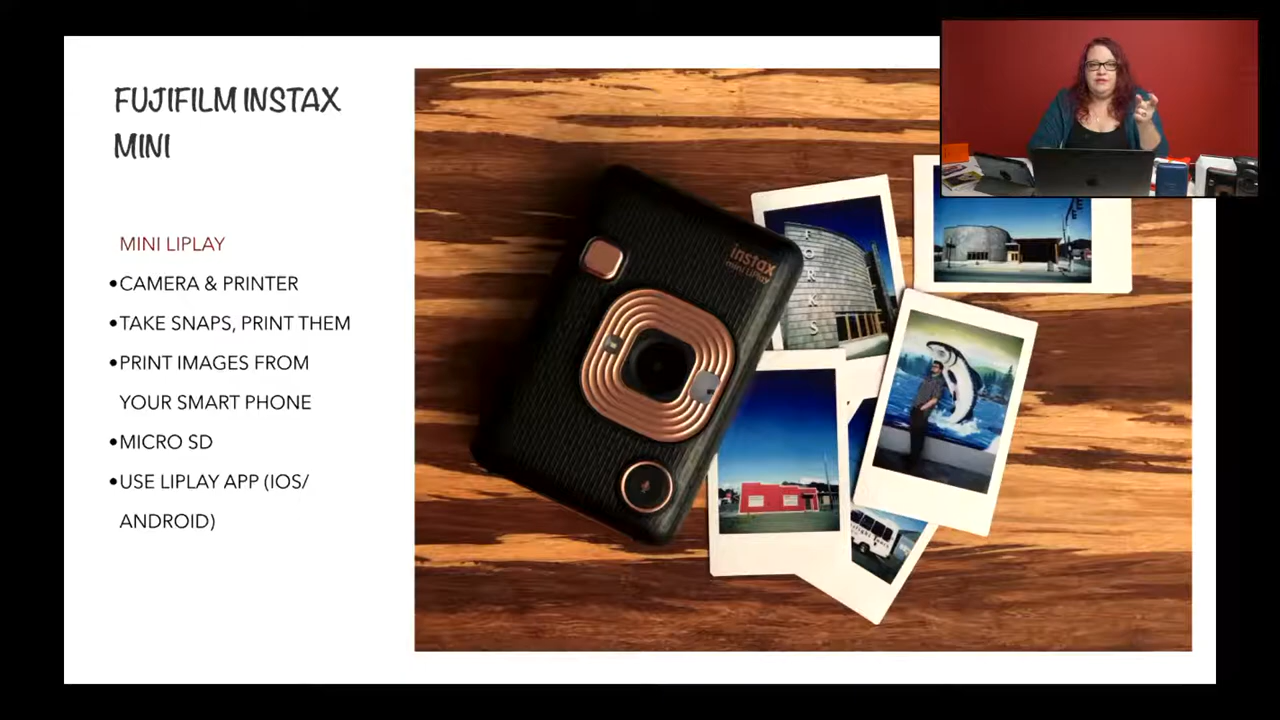 FUJIFILM INSTAX
MINI
MINI LIPLAY
•CAMERA & PRINTER
•TAKE SNAPS, PRINT THEM
•PRINT IMAGES FROM
YOUR SMART PHONE
•MICRO SD
•USE LIPLAY APP (IOS/
ANDROID)
instax
mini LiPlay
FORKS